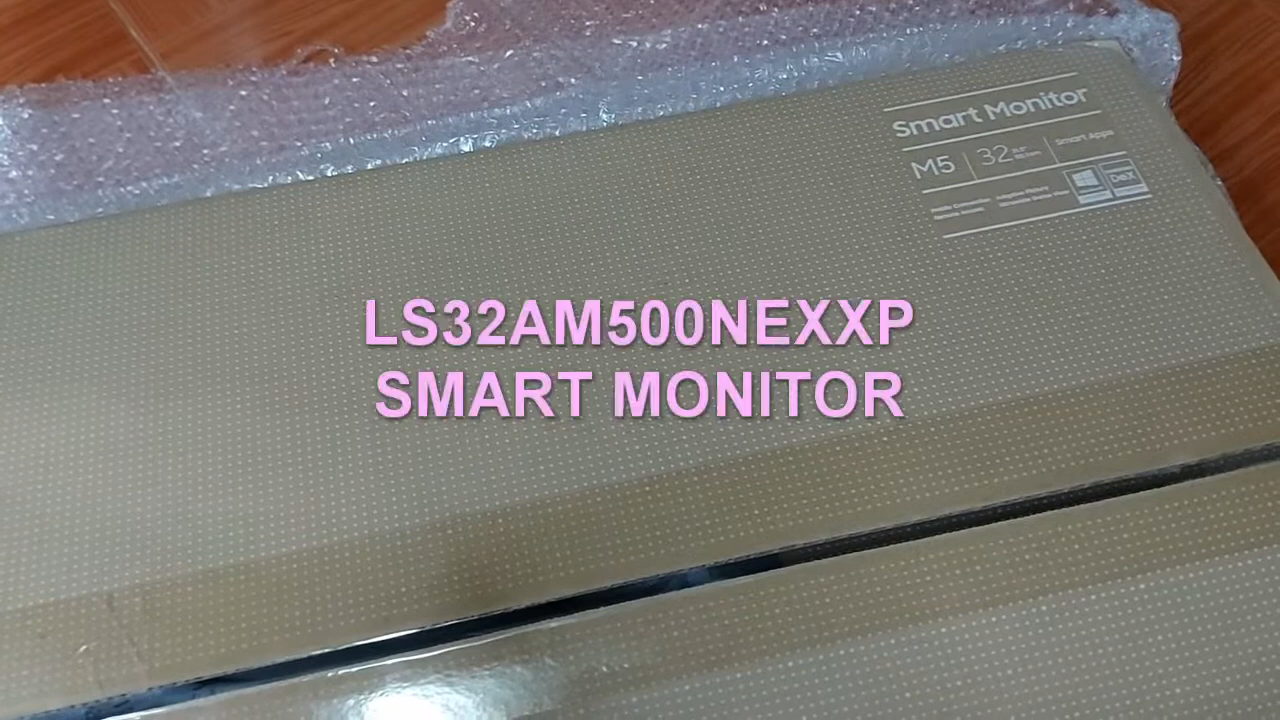 Smart Monitor
M5 32 Smart Apps
DeX
LS32AM500NEXXP
SMART MONITOR